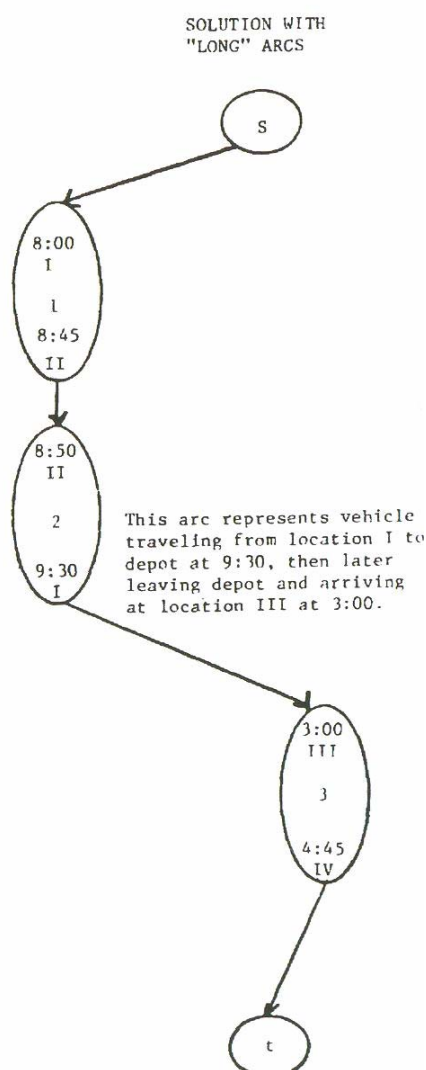 SOLUTION WITH
"LONG" ARCS
S
8:00
I
1
8:45
II
8:50
II
2
9:30
I
This arc represents vehicle
traveling from location I to
depot at 9:30, then later
leaving depot and arriving
at location III at 3:00.
3:00
III
3
4:45
IV
t